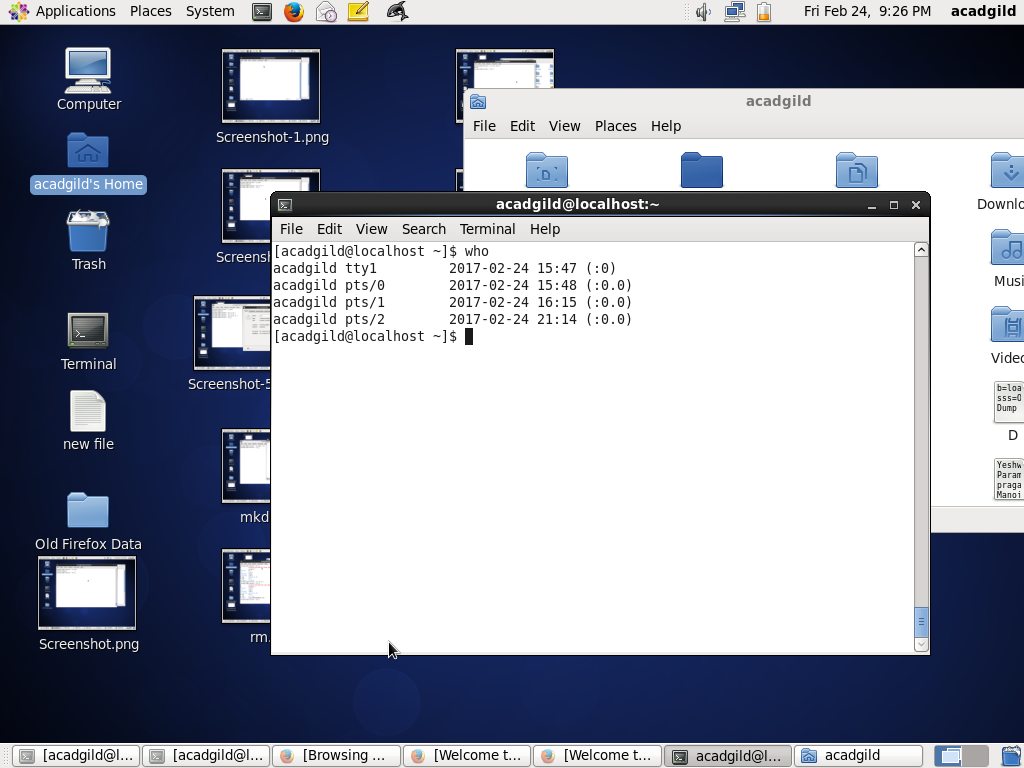 Applications Places System Fri Feb 24, 9:26 PM acadgild
Computer
acadgild's Home
Trash
Terminal
new file
Old Firefox Data
Screenshot.png
Screenshot-1.png
Screensh
Screenshot-5
mkd
rm.
acadgild
File Edit View Places Help
Downlo
Musi
Video
b=loa
sss=0
Dump
D
Yeshw
Param
praga
Manoj
acadgild@localhost:~
File Edit View Search Terminal Help
[acadgild@localhost ~]$ who
acadgild tty1         2017-02-24 15:47 (:0)
acadgild pts/0        2017-02-24 15:48 (:0.0)
acadgild pts/1        2017-02-24 16:15 (:0.0)
acadgild pts/2        2017-02-24 21:14 (:0.0)
[acadgild@localhost ~]$
[acadgild@l... [acadgild@l... [Browsing ... [Welcome t... [Welcome t... acadgild@l... acadgild